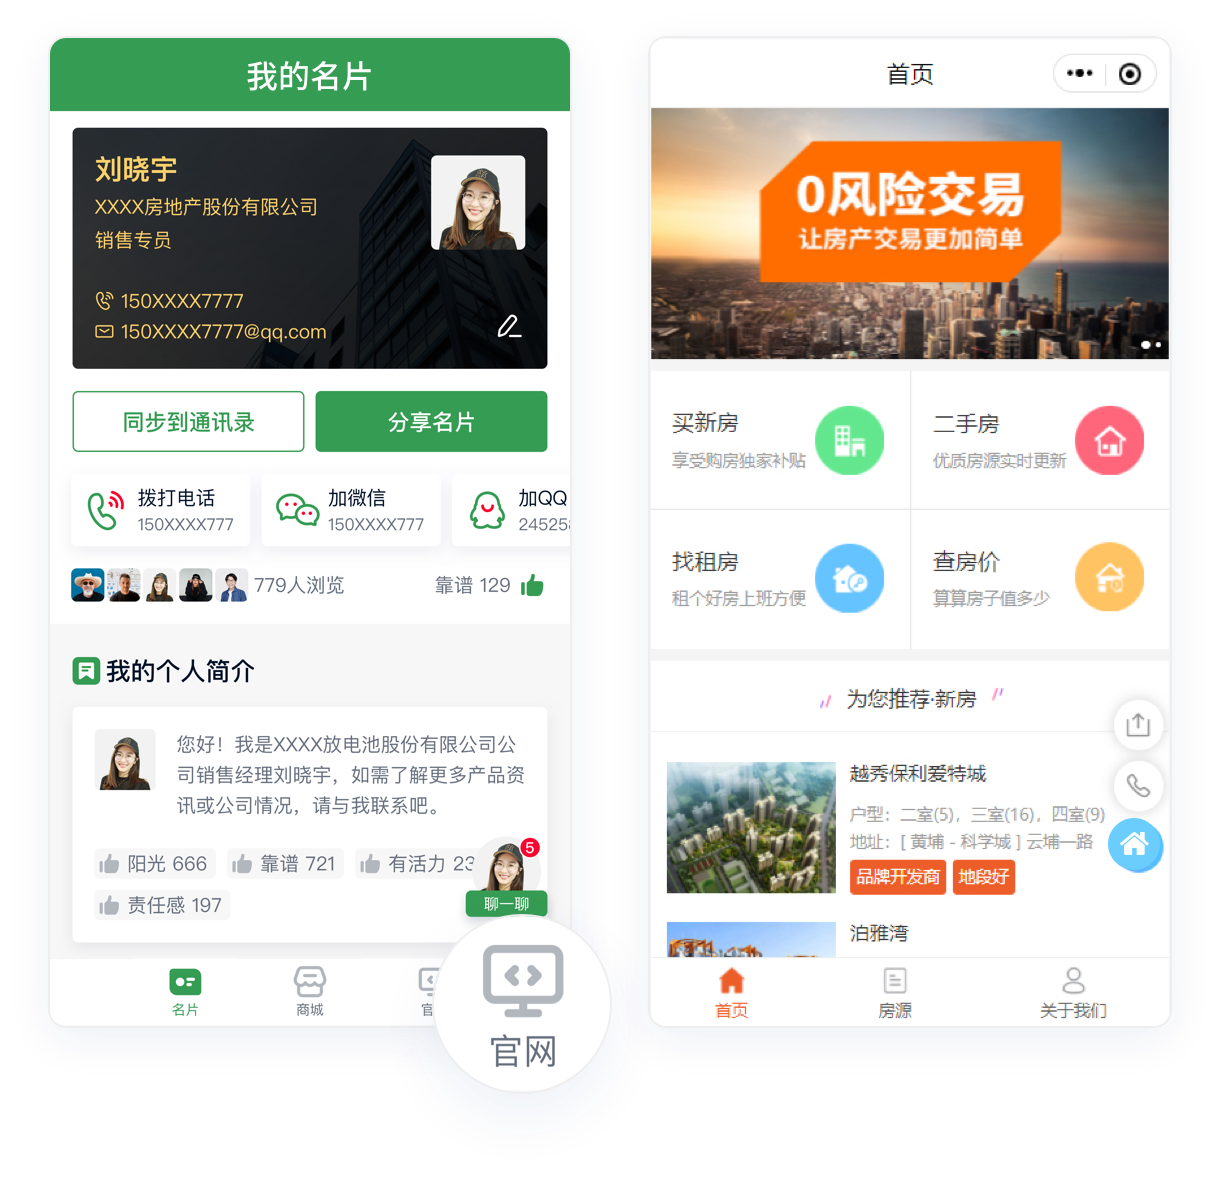 我的名片
刘晓宇
XXXX房地产股份有限公司
销售专员
150XXXX7777
150XXXX7777@qq.com
同步到通讯录
分享名片
拨打电话
150XXXX777
加微信
150XXXX777
加QQ
24525
779人浏览
靠谱 129
我的个人简介
您好！我是XXXX放电池股份有限公司公
司销售经理刘晓宇，如需了解更多产品资
讯或公司情况，请与我联系吧。
阳光 666
靠谱 721
有活力 23
责任感 197
5
聊一聊
名片
商城
官
官网
首页
0风险交易
让房产交易更加简单
买新房
享受购房独家补贴
二手房
优质房源实时更新
找租房
租个好房上班方便
查房价
算算房子值多少
为您推荐·新房
越秀保利爱特城
户型：二室(5)，三室(16)，四室(9)
地址：[ 黄埔 - 科学城 ] 云埔一路
品牌开发商
地段好
泊雅湾
首页
房源
关于我们